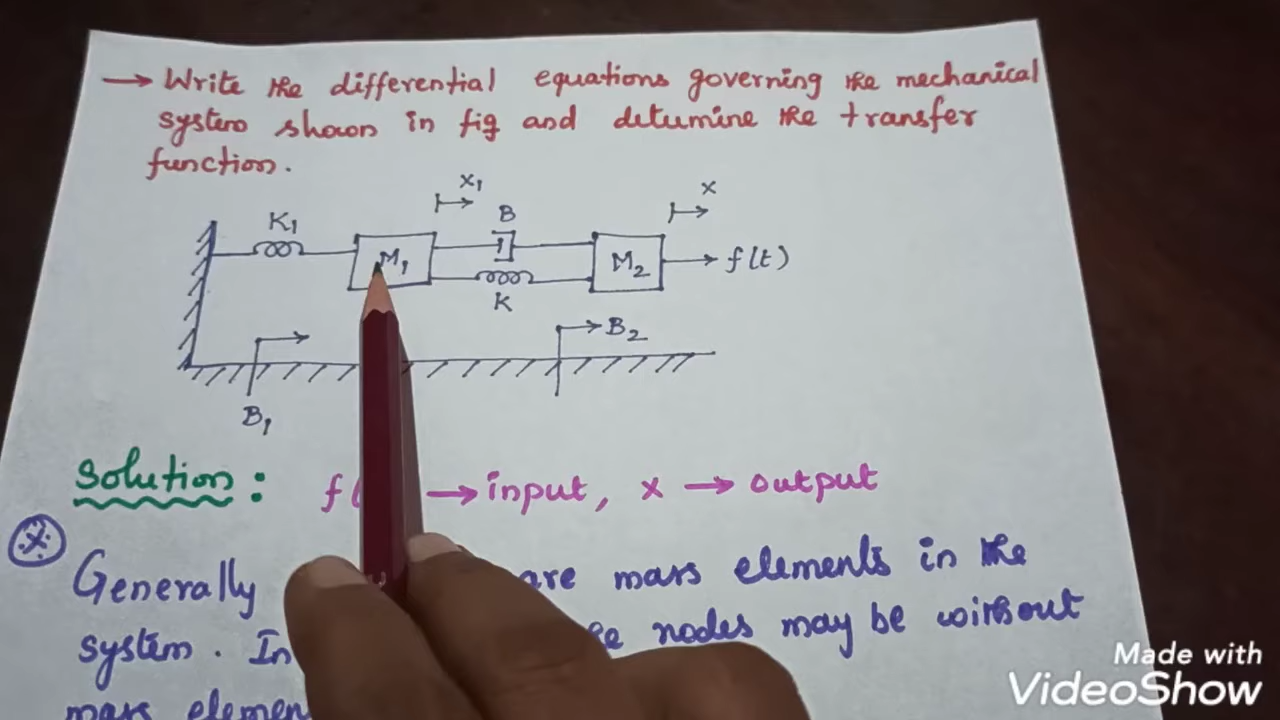 → Write the differential equations governing the mechanical
system shown in fig and determine the transfer
function.
x₁
x
K₁
B
M₁
M₂
f(t)
K
B₂
B₁
Solution :
→ input, x → output
Generally are mass elements in the
system. In nodes may be without
mass
Made with
VideoShow